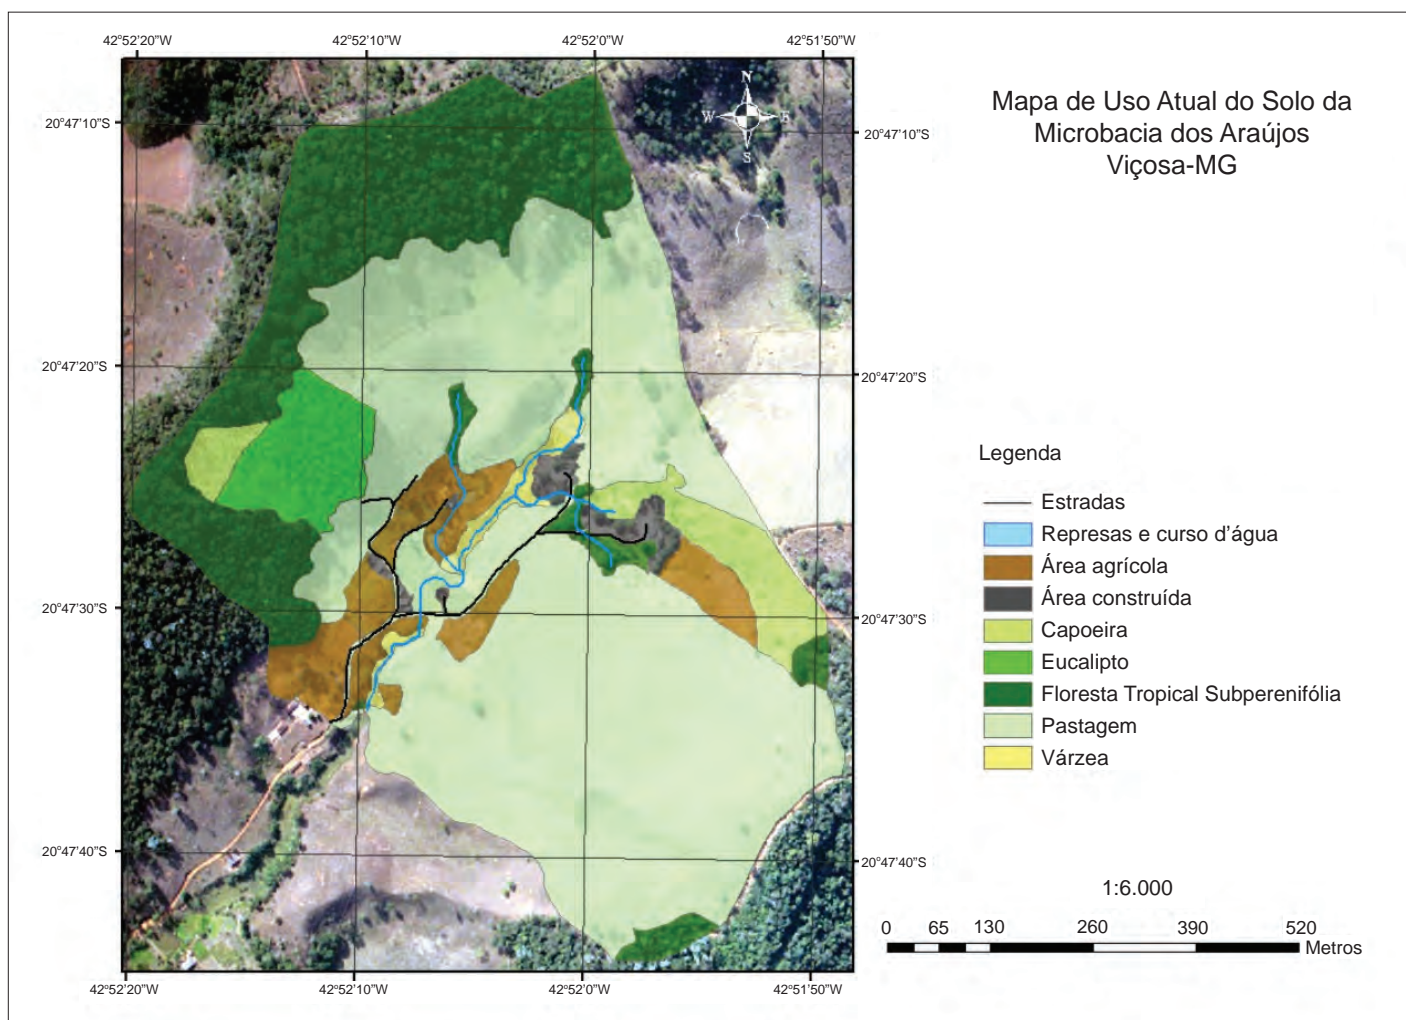 42°52'20"W 42°52'10"W 42°52'0"W 42°51'50"W
N
W E
S
Mapa de Uso Atual do Solo da
Microbacia dos Araújos
Viçosa-MG
20°47'10"S 20°47'10"S
20°47'20"S 20°47'20"S
20°47'30"S 20°47'30"S
20°47'40"S 20°47'40"S
Legenda
Estradas
Represas e curso d'água
Área agrícola
Área construída
Capoeira
Eucalipto
Floresta Tropical Subperenifólia
Pastagem
Várzea
1:6.000
0 65 130 260 390 520
Metros
42°52'20"W 42°52'10"W 42°52'0"W 42°51'50"W